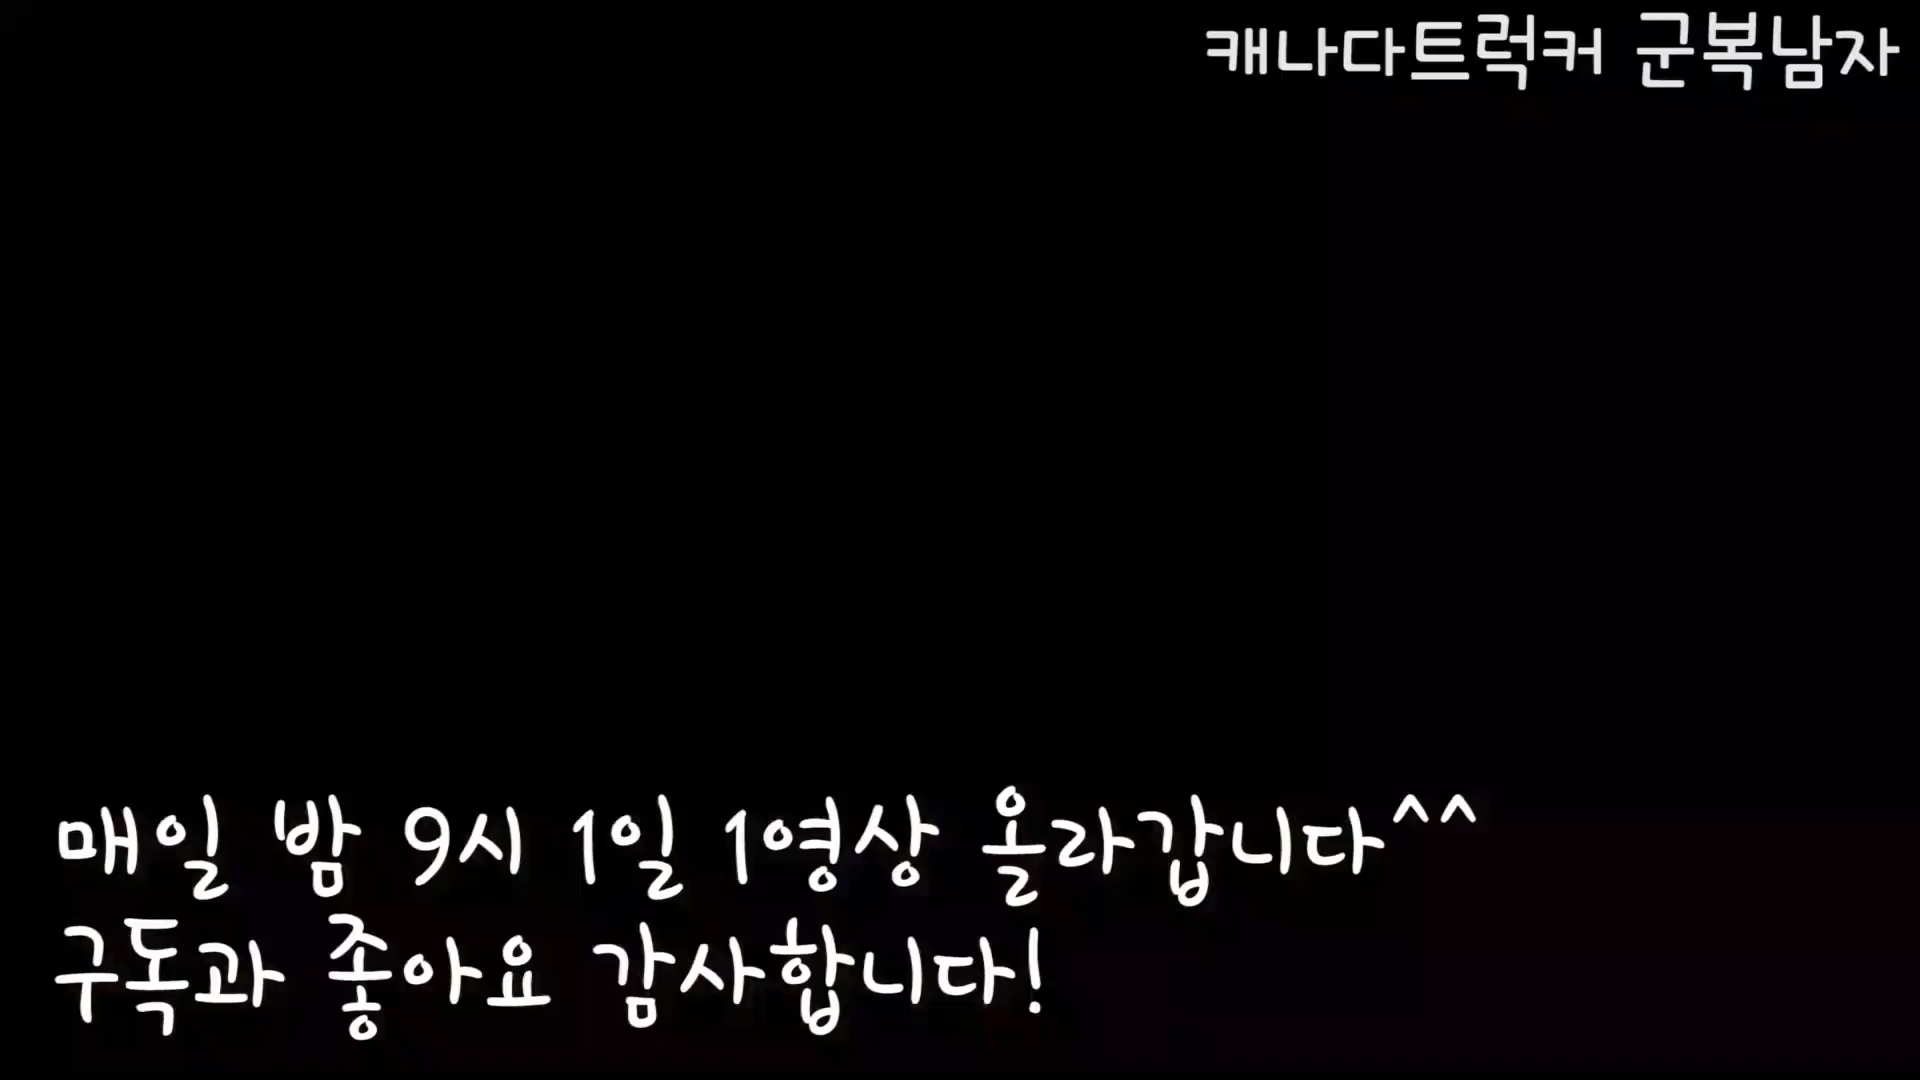 캐나다트럭커 군복남자
매일 밤 9시 1일 1영상 올라갑니다^^
구독과 좋아요 감사합니다!